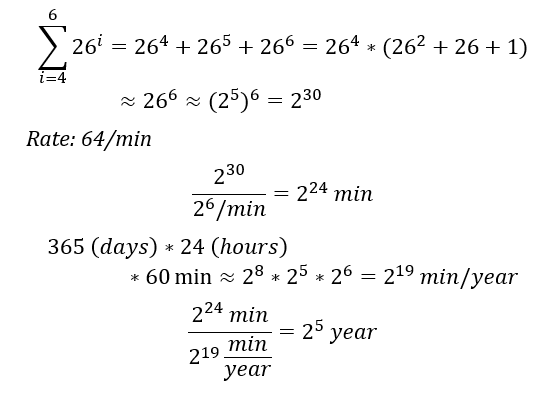 ∑_{i=4}^{6} 26^i = 26^4 + 26^5 + 26^6 = 26^4 * (26^2 + 26 + 1)
≈ 26^6 ≈ (2^5)^6 = 2^30
Rate: 64/min
2^30 / (2^6/min) = 2^24 min
365 (days) * 24 (hours)
* 60 min ≈ 2^8 * 2^5 * 2^6 = 2^19 min/year
2^24 min / (2^19 min/year) = 2^5 year